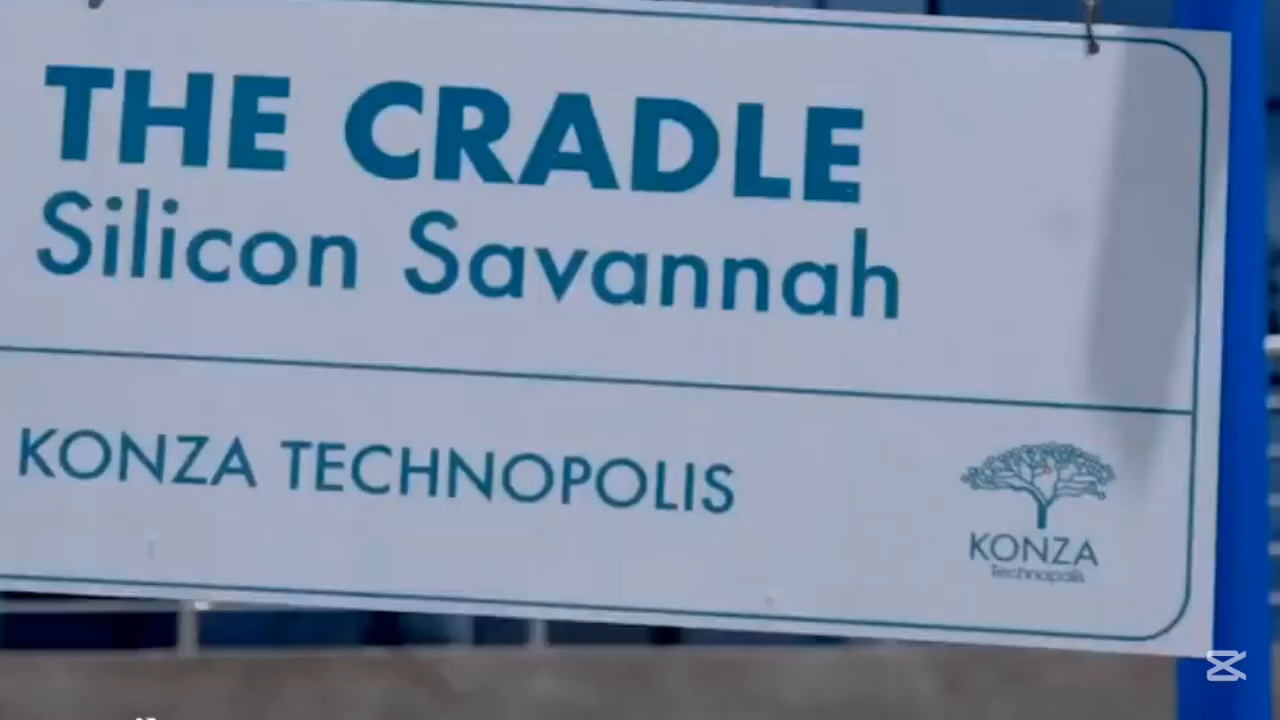 THE CRADLE
Silicon Savannah
KONZA TECHNOPOLIS
KONZA
Technopolis